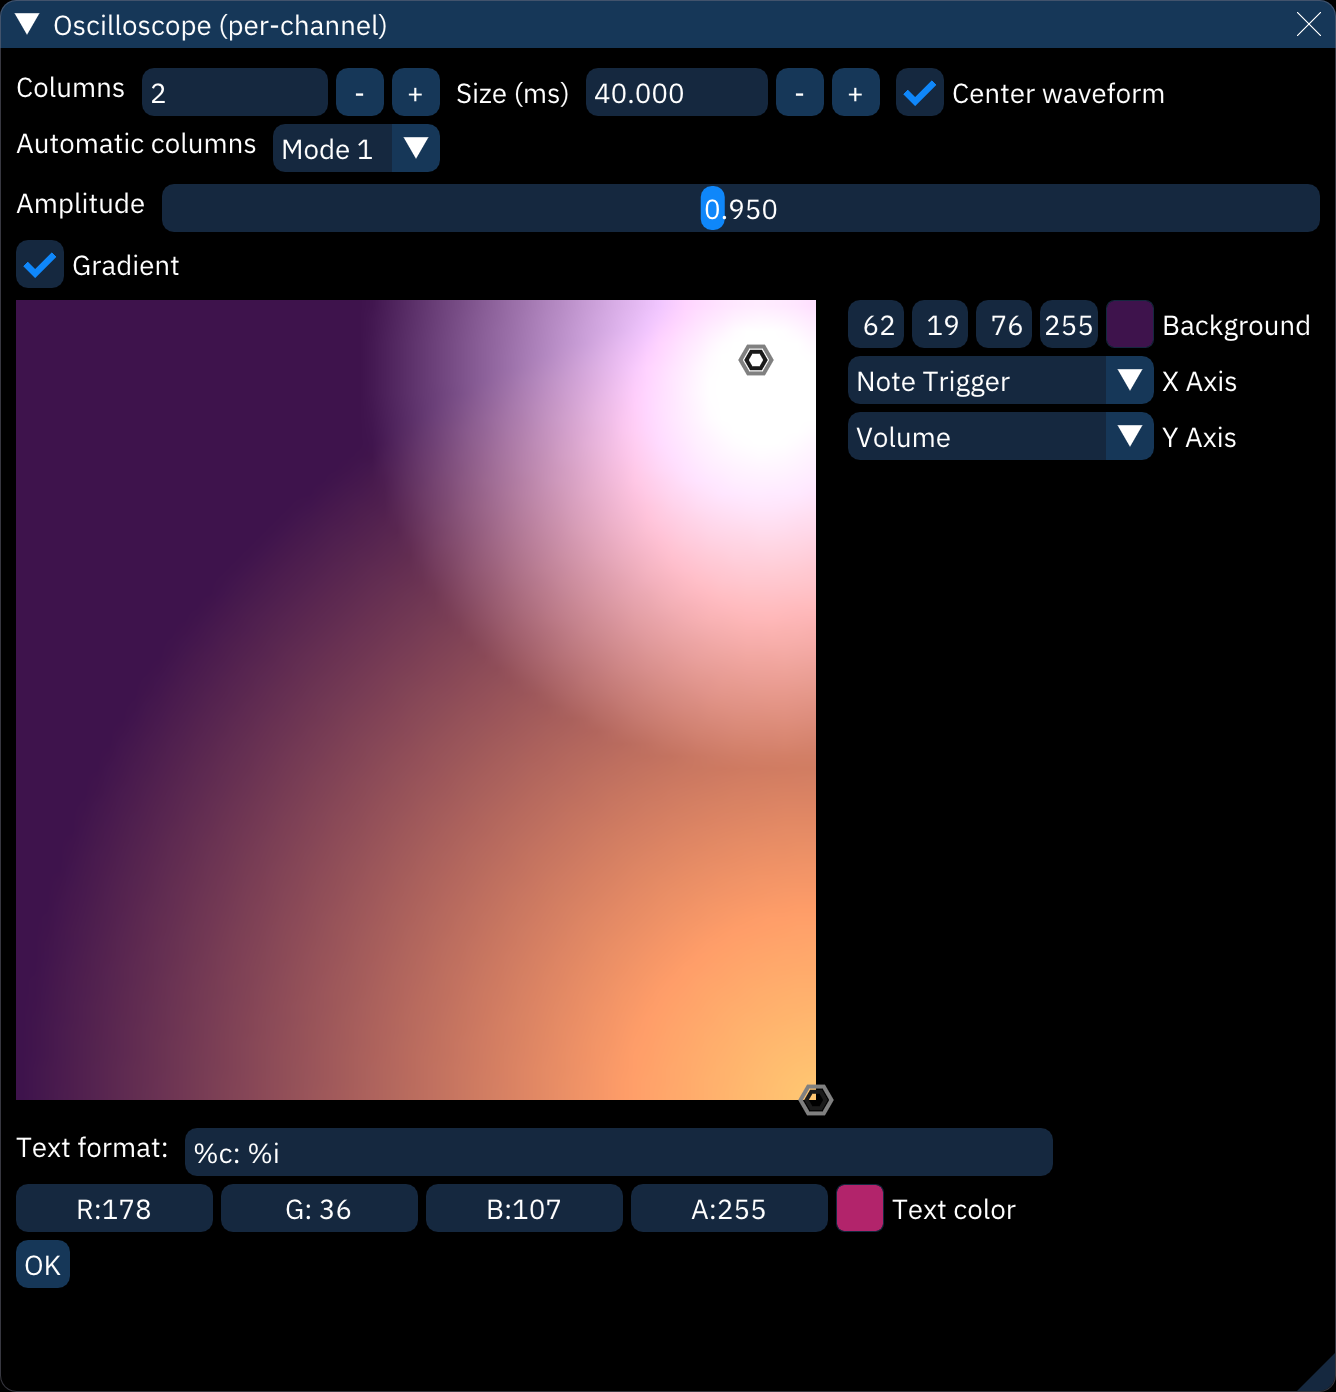 Oscilloscope (per-channel)
Columns 2 - + Size (ms) 40.000 - + Center waveform
Automatic columns Mode 1
Amplitude 0.950
Gradient
62 19 76 255 Background
Note Trigger X Axis
Volume Y Axis
Text format: %c: %i
R:178 G: 36 B:107 A:255 Text color
OK